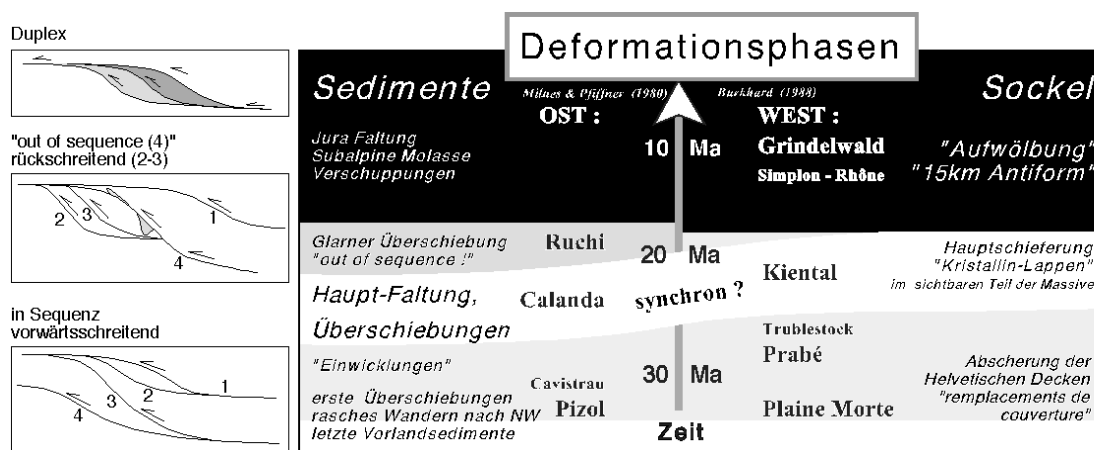 Duplex
"out of sequence (4)"
rückschreitend (2-3)
2
3
1
4
in Sequenz
vorwärtsschreitend
1
2
3
4
Deformationsphasen
Sedimente
Milnes & Pfiffner (1980)
Burkhard (1988)
Sockel
OST :
WEST :
Jura Faltung
Subalpine Molasse
Verschuppungen
10 Ma
Grindelwald
Simplon - Rhône
"Aufwölbung"
"15km Antiform"
Glarner Überschiebung
"out of sequence !"
Ruchi
20 Ma
Kiental
Hauptschieferung
"Kristallin-Lappen"
im sichtbaren Teil der Massive
Haupt-Faltung,
Überschiebungen
Calanda
synchron ?
Trublestock
Prabé
"Einwicklungen"
Cavistrau
Pizol
30 Ma
Plaine Morte
Abscherung der
Helvetischen Decken
"remplacements de
couverture"
erste Überschiebungen
rasches Wandern nach NW
letzte Vorlandsedimente
Zeit